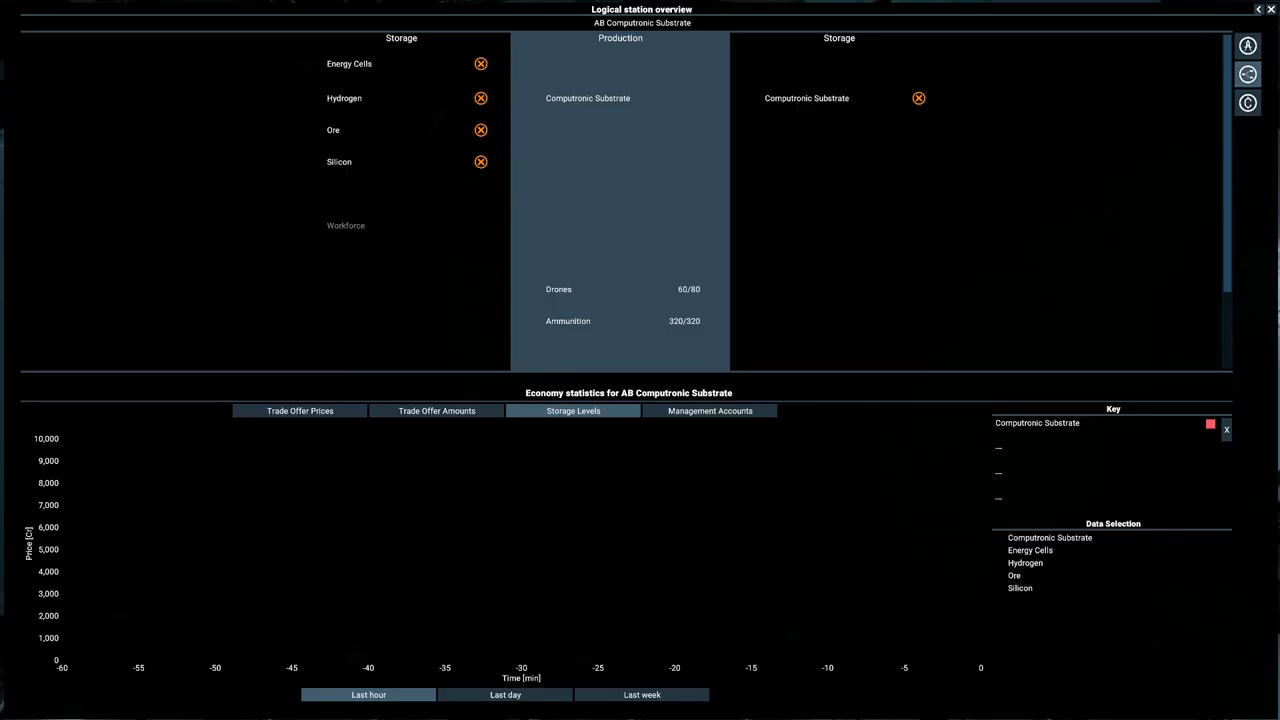 Logical station overview
AB Computronic Substrate
Storage Production Storage
Energy Cells
Hydrogen Computronic Substrate Computronic Substrate
Ore
Silicon
Workforce
Drones 60/80
Ammunition 320/320
Economy statistics for AB Computronic Substrate
Trade Offer Prices Trade Offer Amounts Storage Levels Management Accounts
Key
Computronic Substrate
X
---
---
---
Data Selection
Computronic Substrate
Energy Cells
Hydrogen
Ore
Silicon
Price [Cr]
10,000
9,000
8,000
7,000
6,000
5,000
4,000
3,000
2,000
1,000
0
-60 -55 -50 -45 -40 -35 -30 -25 -20 -15 -10 -5 0
Time [min]
Last hour Last day Last week